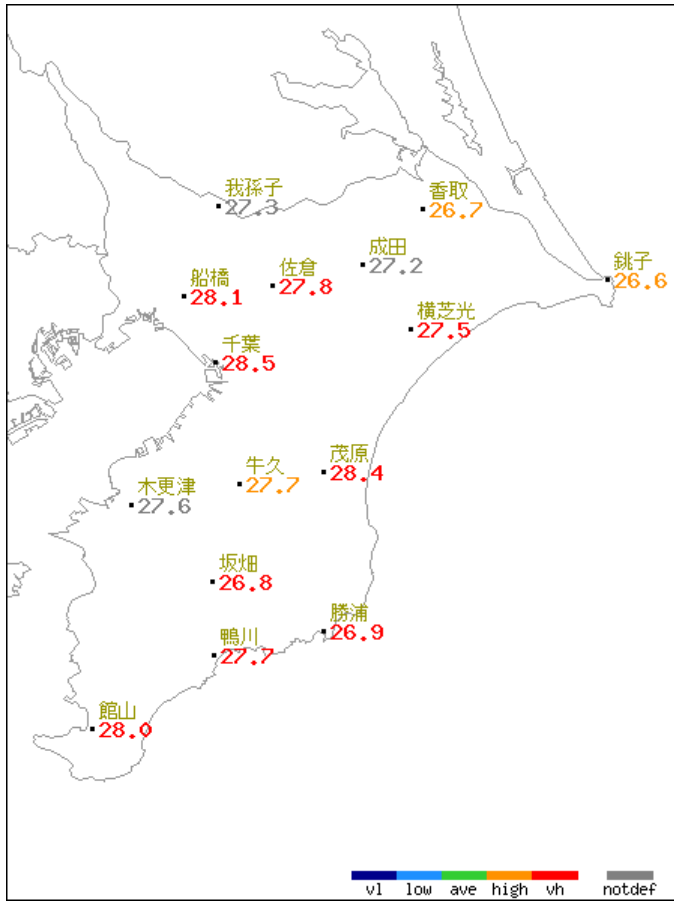 我孫子
27.3
香取
26.7
成田
27.2
銚子
26.6
船橋
28.1
佐倉
27.8
横芝光
27.5
千葉
28.5
茂原
28.4
牛久
27.7
木更津
27.6
坂畑
26.8
勝浦
26.9
鴨川
27.7
館山
28.0
vl low ave high vh notdef